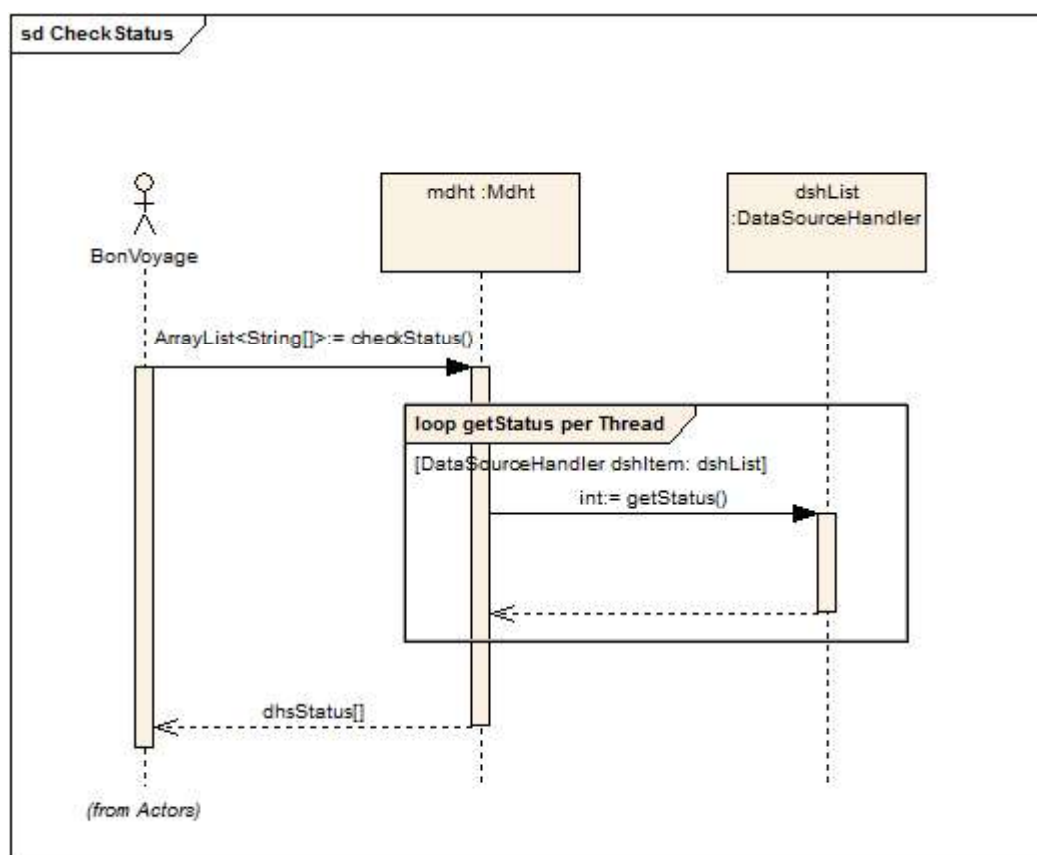 sd CheckStatus
BonVoyage
mdht :Mdht
dshList
:DataSourceHandler
ArrayList<String[]>:= checkStatus()
loop getStatus per Thread
[DataSourceHandler dshItem: dshList]
int:= getStatus()
dhsStatus[]
(from Actors)